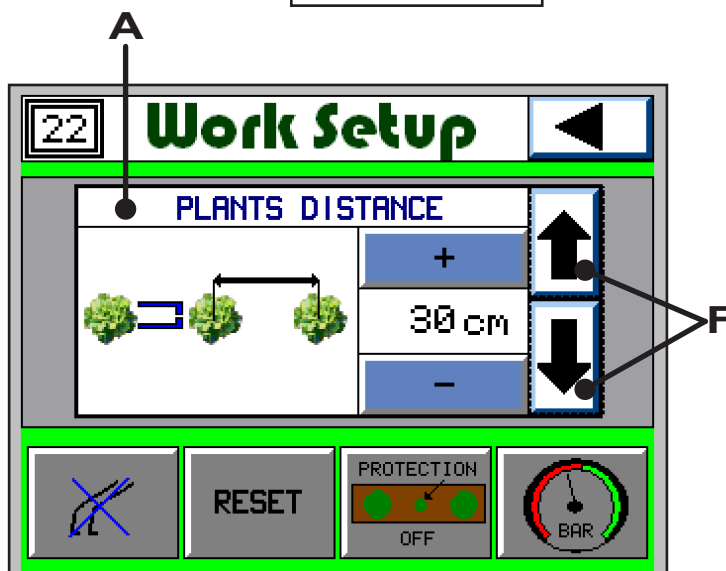 A
22 Work Setup
PLANTS DISTANCE
+
30 cm
F
-
RESET
PROTECTION
OFF
BAR